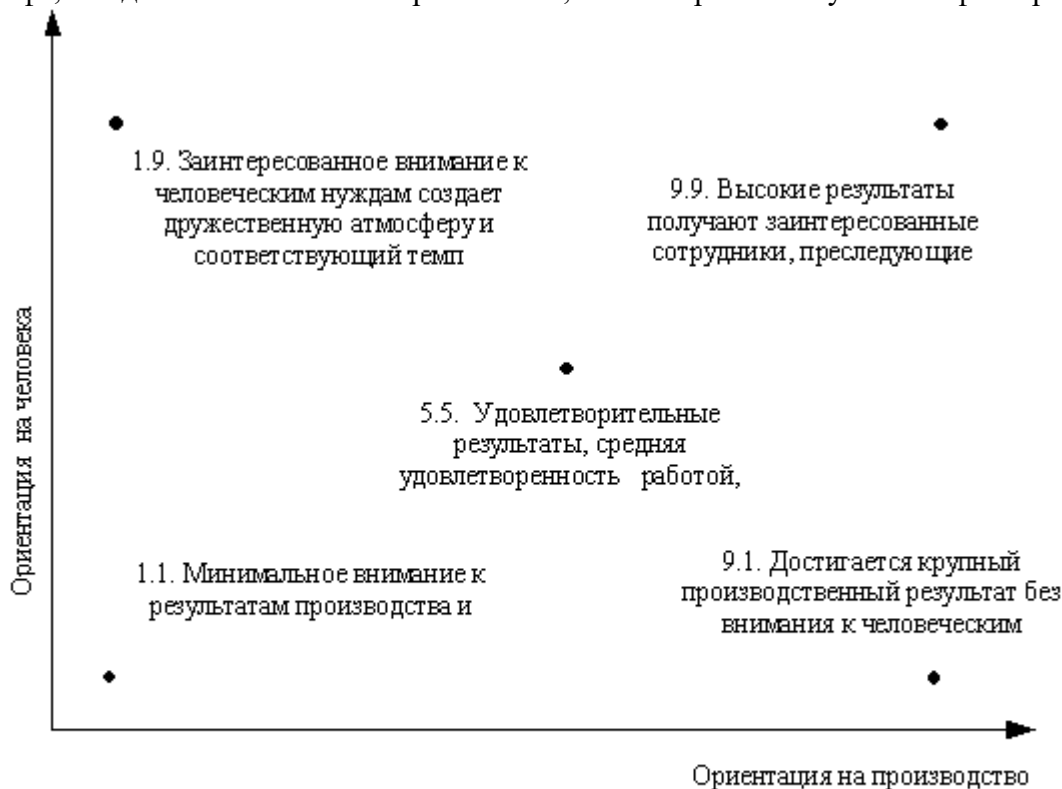 1.9. Заинтересованное внимание к
человеческим нуждам создает
дружественную атмосферу и
соответствующий темп
9.9. Высокие результаты
получают заинтересованные
сотрудники, преследующие
Ориентация на человека
5.5. Удовлетворительные
результаты, средняя
удовлетворенность работой,
1.1. Минимальное внимание к
результатам производства и
9.1. Достигается крупный
производственный результат без
внимания к человеческим
Ориентация на производство